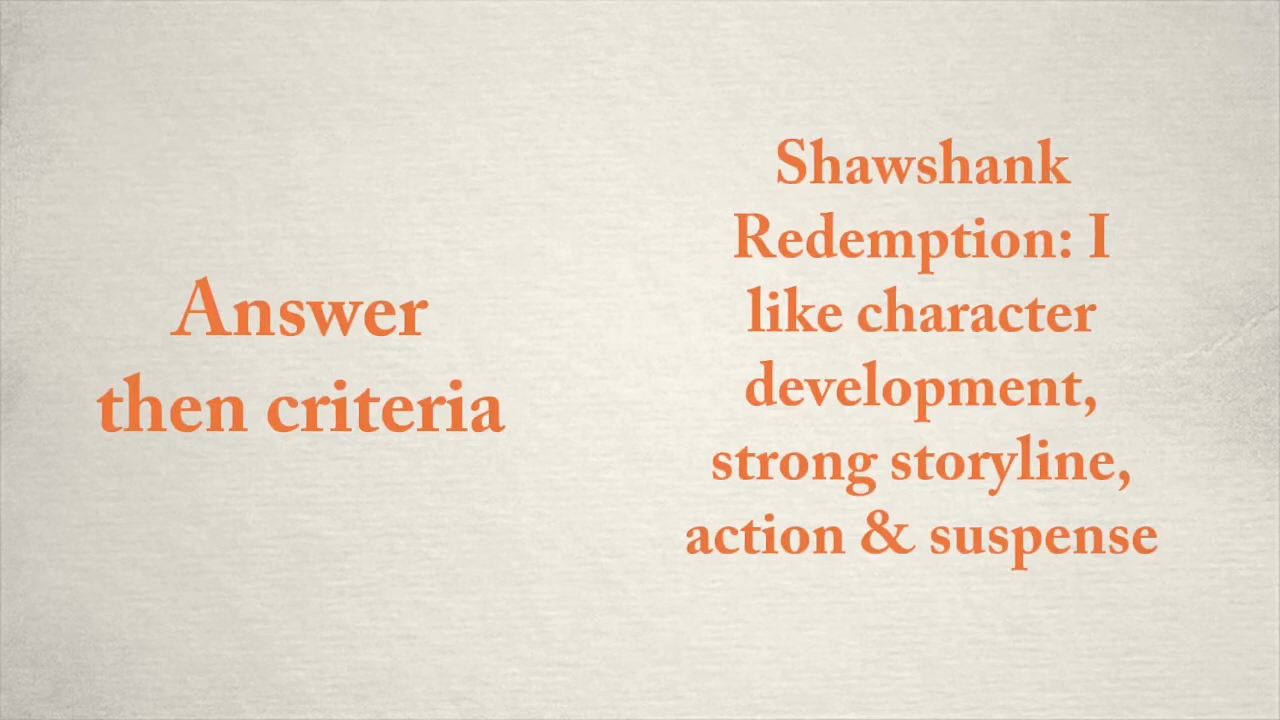 Answer
then criteria
Shawshank
Redemption: I
like character
development,
strong storyline,
action & suspense